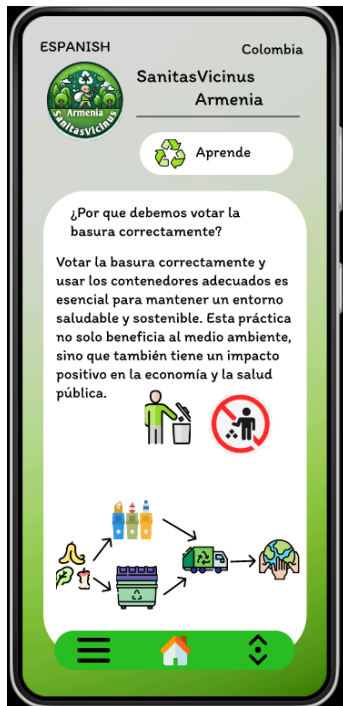 ESPANISH
Colombia
SanitasVicinus
Armenia
Armenia
SanitasVicinus
Aprende
¿Por que debemos votar la
basura correctamente?
Votar la basura correctamente y
usar los contenedores adecuados es
esencial para mantener un entorno
saludable y sostenible. Esta práctica
no solo beneficia al medio ambiente,
sino que también tiene un impacto
positivo en la economía y la salud
pública.